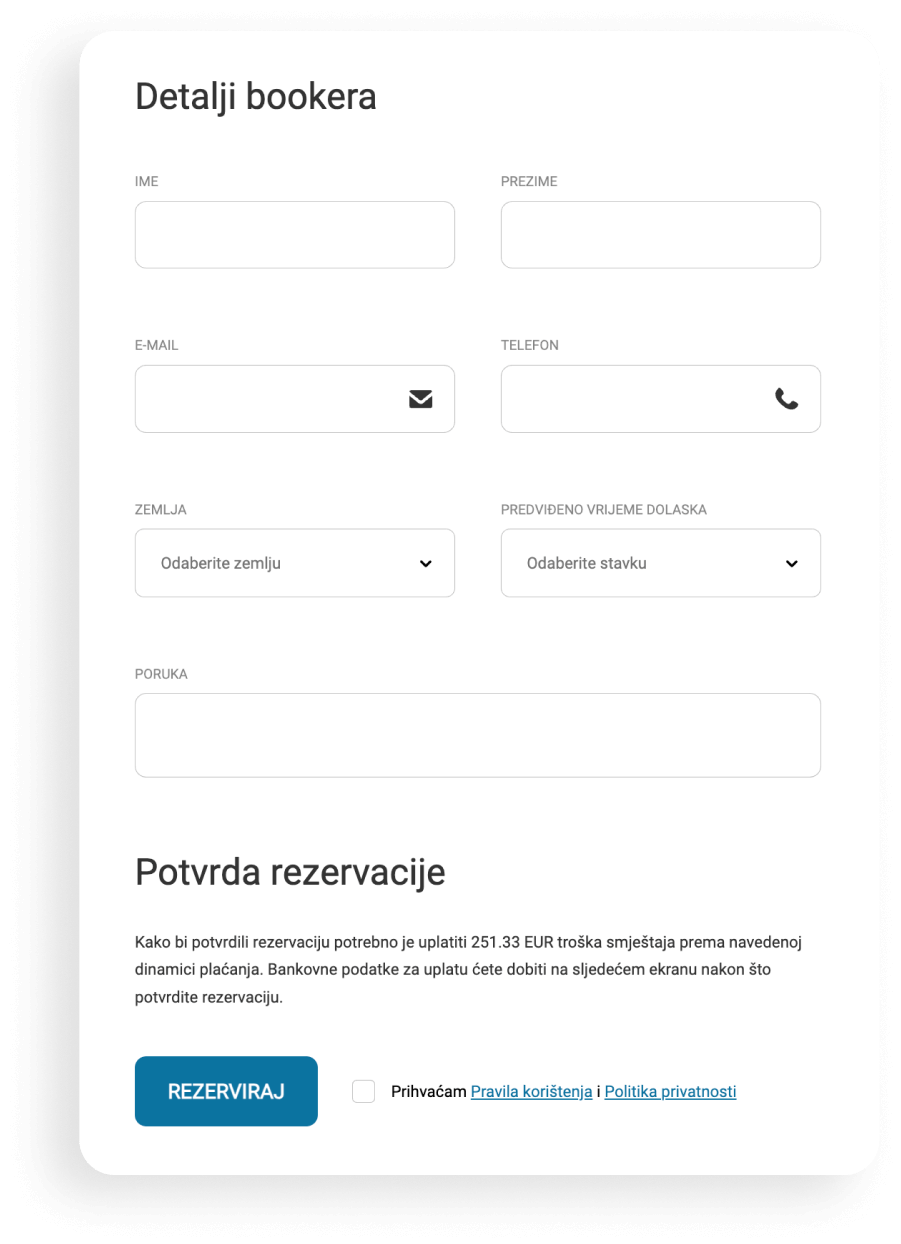 Detalji bookera
IME
PREZIME
E-MAIL
TELEFON
ZEMLJA
PREDVIĐENO VRIJEME DOLASKA
Odaberite zemlju
Odaberite stavku
PORUKA
Potvrda rezervacije
Kako bi potvrdili rezervaciju potrebno je uplatiti 251.33 EUR troška smještaja prema navedenoj
dinamici plaćanja. Bankovne podatke za uplatu ćete dobiti na sljedećem ekranu nakon što
potvrdite rezervaciju.
REZERVIRAJ
Prihvaćam Pravila korištenja i Politika privatnosti